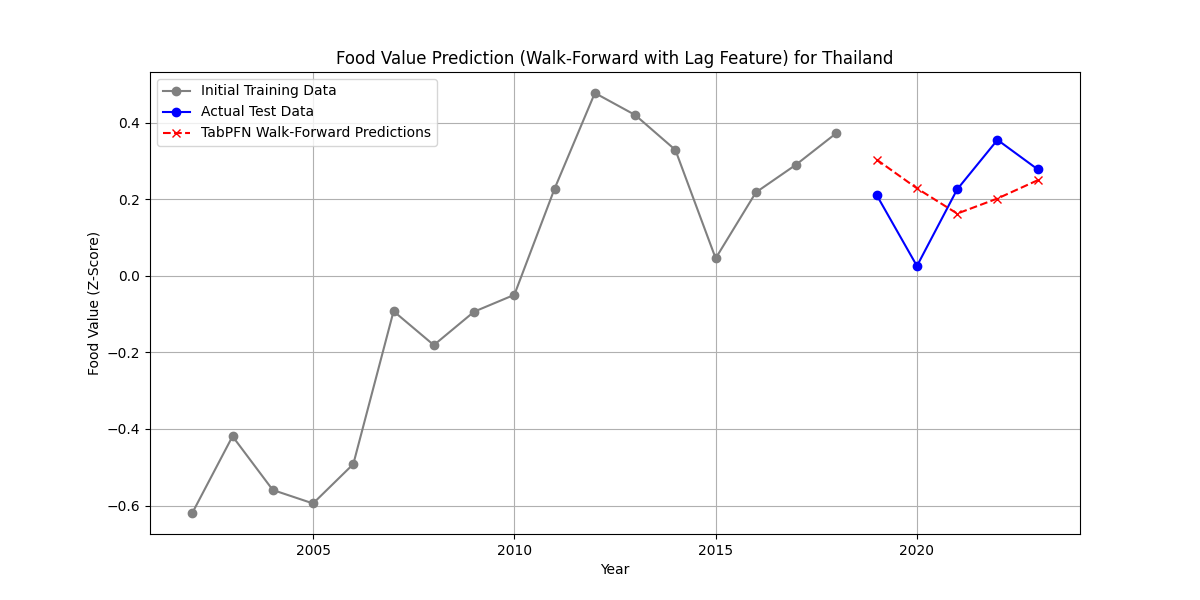 Food Value Prediction (Walk-Forward with Lag Feature) for Thailand
Initial Training Data
Actual Test Data
TabPFN Walk-Forward Predictions
Food Value (Z-Score)
0.4
0.2
0.0
−0.2
−0.4
−0.6
2005 2010 2015 2020
Year